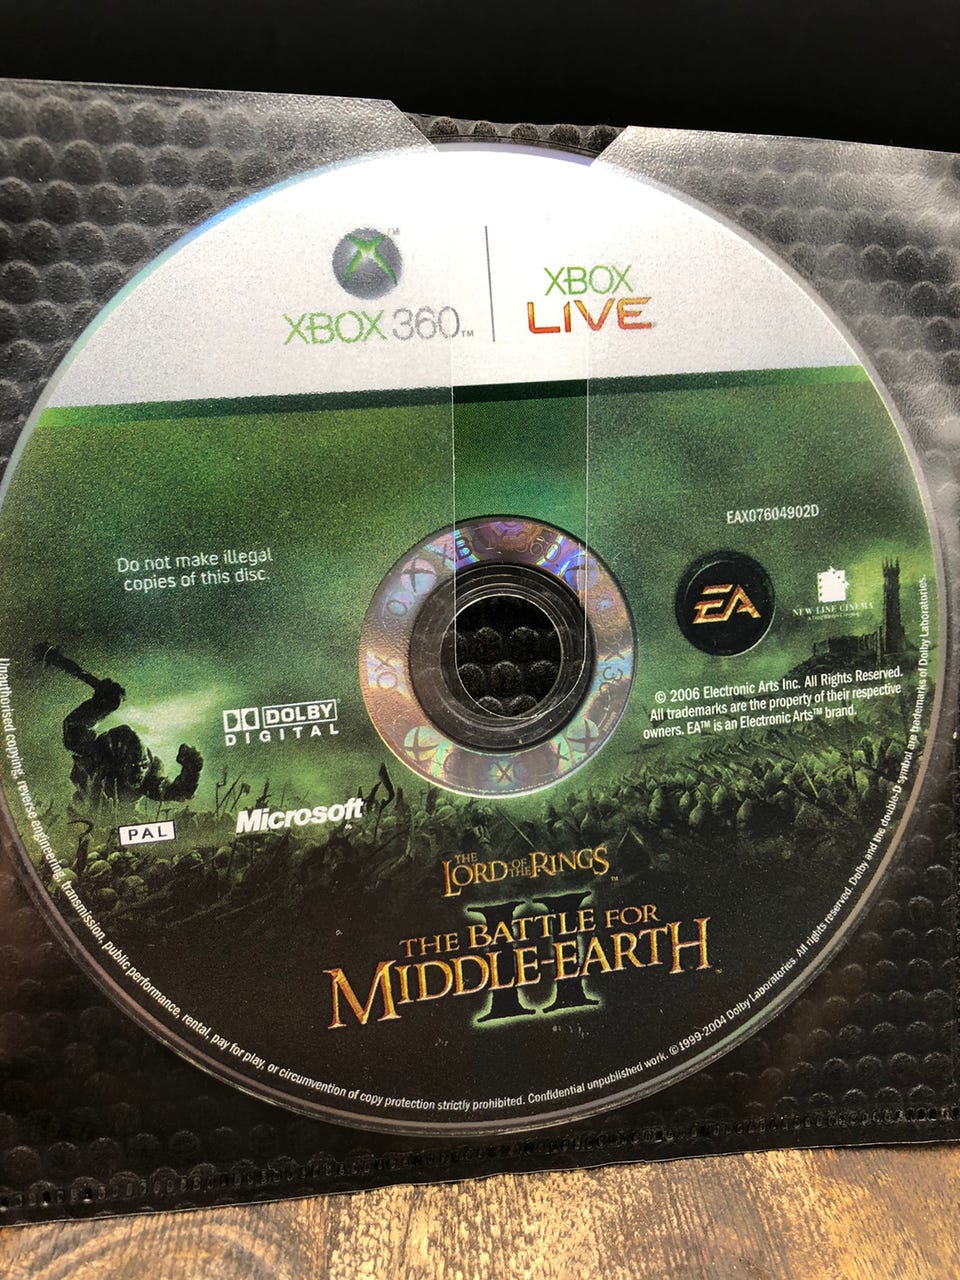 XBOX 360™
XBOX
LIVE
EAX07604902D
Do not make illegal
copies of this disc.
EA
NEW LINE CINEMA
© 2006 Electronic Arts Inc. All Rights Reserved.
All trademarks are the property of their respective
owners. EA™ is an Electronic Arts™ brand.
DOLBY
DIGITAL
PAL
Microsoft
THE
LORD OF THE RINGS™
II
THE BATTLE FOR
MIDDLE-EARTH
Unauthorised copying, reverse engineering, transmission, public performance, rental, pay for play, or circumvention of copy protection strictly prohibited. Confidential unpublished work. ©1999-2004 Dolby Laboratories. All rights reserved. Dolby and the double-D symbol are trademarks of Dolby Laboratories.